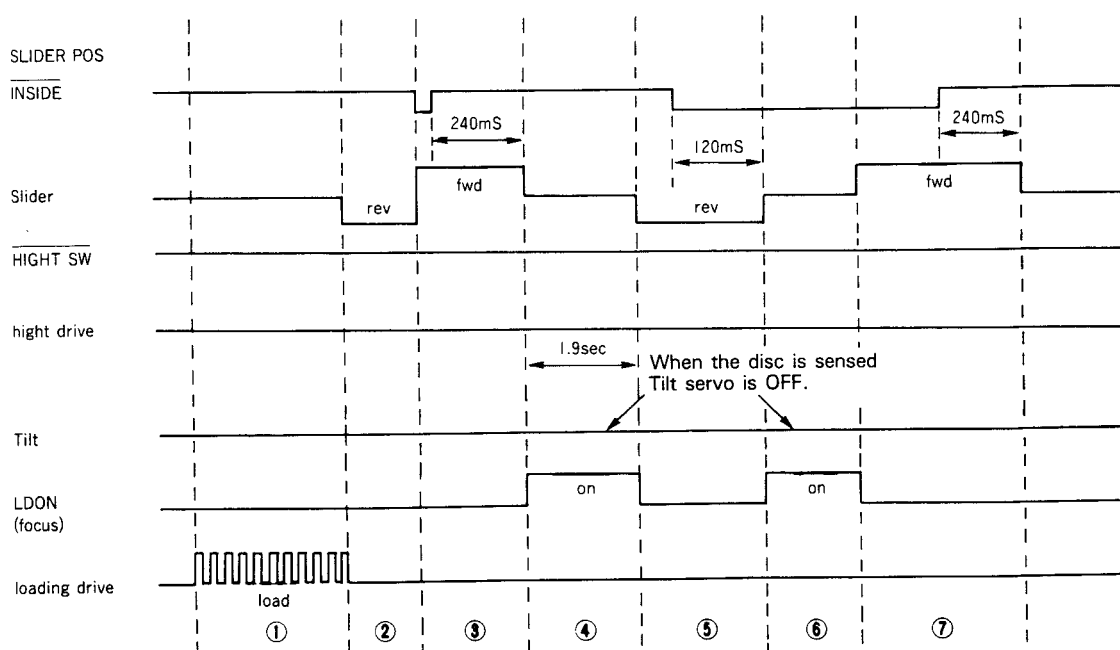 SLIDER POS
INSIDE
240mS
240mS
120mS
Slider
rev
fwd
rev
fwd
HIGHT SW
hight drive
1.9sec
When the disc is sensed
Tilt servo is OFF.
Tilt
LDON
(focus)
on
on
loading drive
load
① ② ③ ④ ⑤ ⑥ ⑦